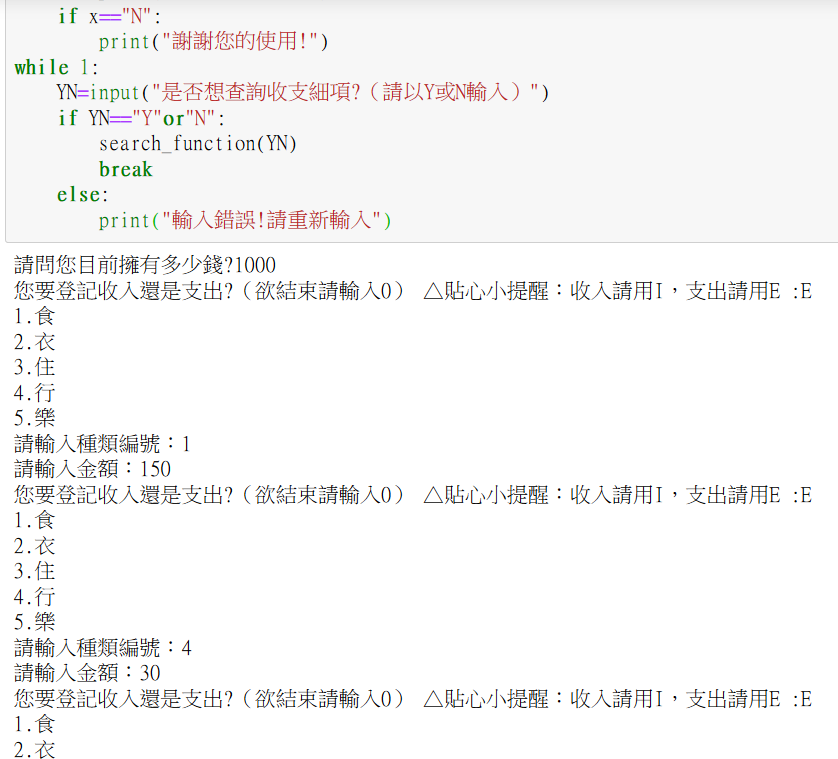 if x=="N":
print("謝謝您的使用!")
while 1:
YN=input("是否想查詢收支細項?（請以Y或N輸入）")
if YN=="Y"or"N":
search_function(YN)
break
else:
print("輸入錯誤!請重新輸入")
請問您目前擁有多少錢?1000
您要登記收入還是支出?（欲結束請輸入0） △貼心小提醒：收入請用I，支出請用E :E
1.食
2.衣
3.住
4.行
5.樂
請輸入種類編號：1
請輸入金額：150
您要登記收入還是支出?（欲結束請輸入0） △貼心小提醒：收入請用I，支出請用E :E
1.食
2.衣
3.住
4.行
5.樂
請輸入種類編號：4
請輸入金額：30
您要登記收入還是支出?（欲結束請輸入0） △貼心小提醒：收入請用I，支出請用E :E
1.食
2.衣